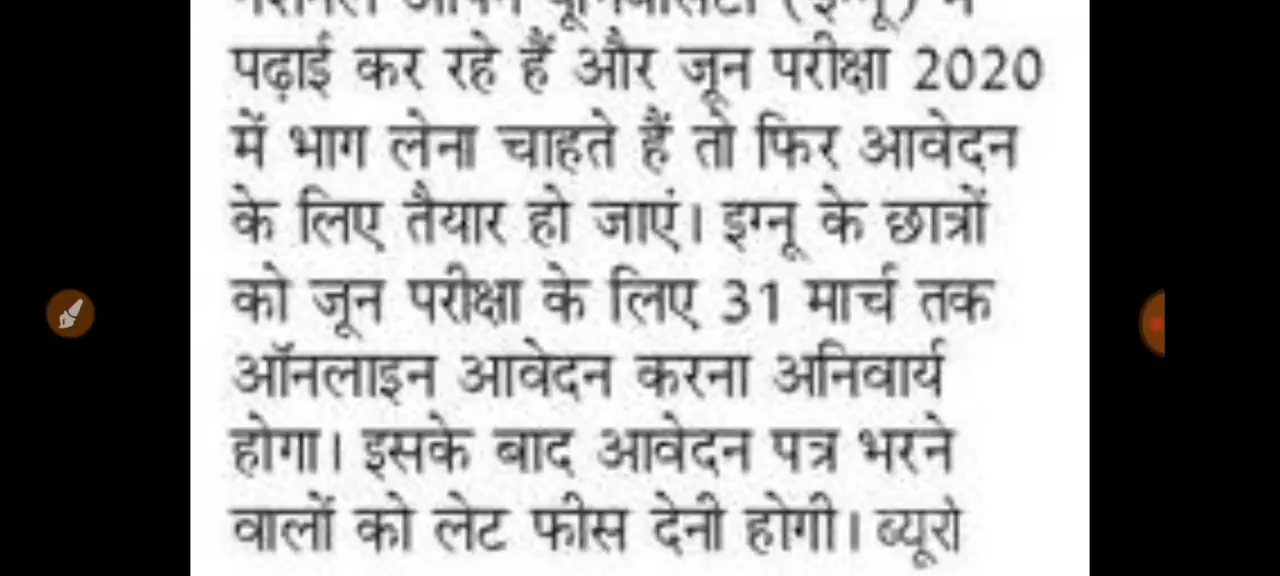 पढ़ाई कर रहे हैं और जून परीक्षा 2020
में भाग लेना चाहते हैं तो फिर आवेदन
के लिए तैयार हो जाएं। इग्नू के छात्रों
को जून परीक्षा के लिए 31 मार्च तक
ऑनलाइन आवेदन करना अनिवार्य
होगा। इसके बाद आवेदन पत्र भरने
वालों को लेट फीस देनी होगी। ब्यूरो